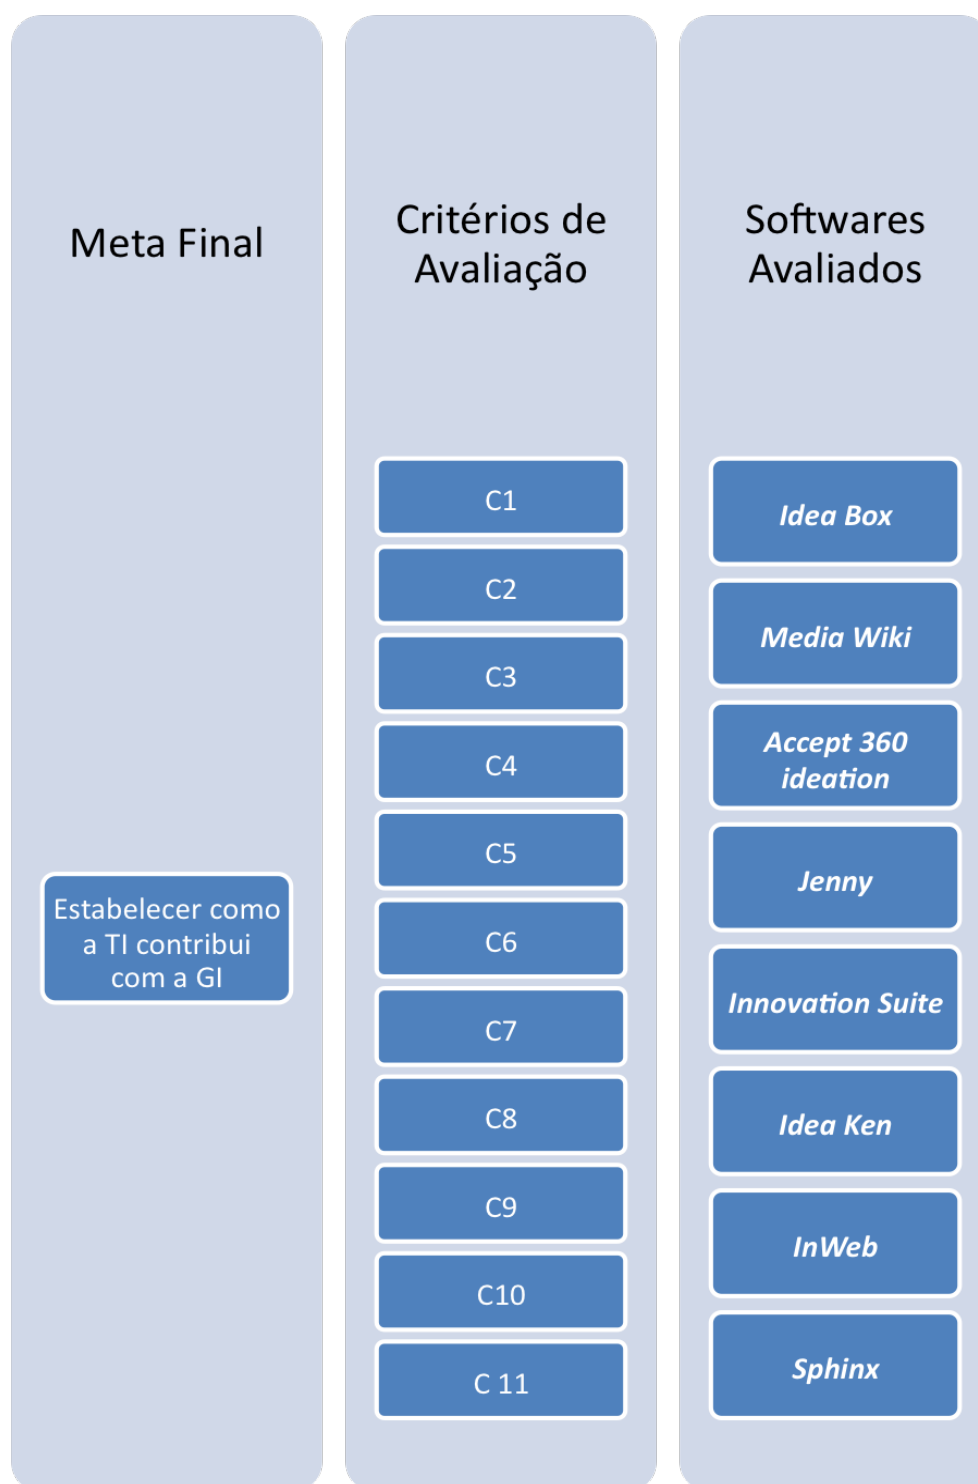 Meta Final
Estabelecer como
a TI contribui
com a GI
Critérios de
Avaliação
C1
C2
C3
C4
C5
C6
C7
C8
C9
C10
C 11
Softwares
Avaliados
Idea Box
Media Wiki
Accept 360
ideation
Jenny
Innovation Suite
Idea Ken
InWeb
Sphinx